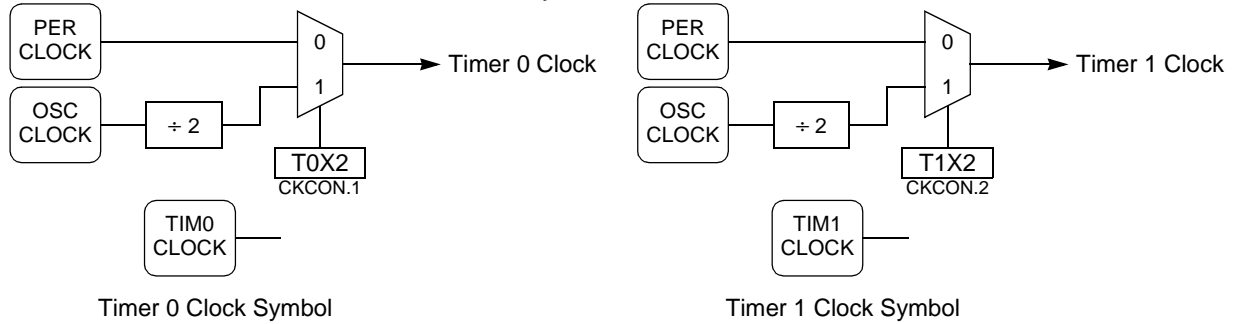 PER
CLOCK
0
1
Timer 0 Clock
OSC
CLOCK
÷ 2
T0X2
CKCON.1
TIM0
CLOCK
Timer 0 Clock Symbol
PER
CLOCK
0
1
Timer 1 Clock
OSC
CLOCK
÷ 2
T1X2
CKCON.2
TIM1
CLOCK
Timer 1 Clock Symbol